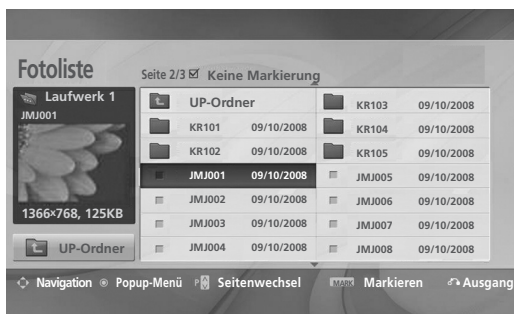 Fotoliste
Seite 2/3 Keine Markierung
Laufwerk 1
JMJ001
1366×768, 125KB
UP-Ordner
UP-Ordner
KR101 09/10/2008
KR102 09/10/2008
JMJ001 09/10/2008
JMJ002 09/10/2008
JMJ003 09/10/2008
JMJ004 09/10/2008
KR103 09/10/2008
KR104 09/10/2008
KR105 09/10/2008
JMJ005 09/10/2008
JMJ006 09/10/2008
JMJ007 09/10/2008
JMJ008 09/10/2008
Navigation Popup-Menü P Seitenwechsel MARK Markieren Ausgang